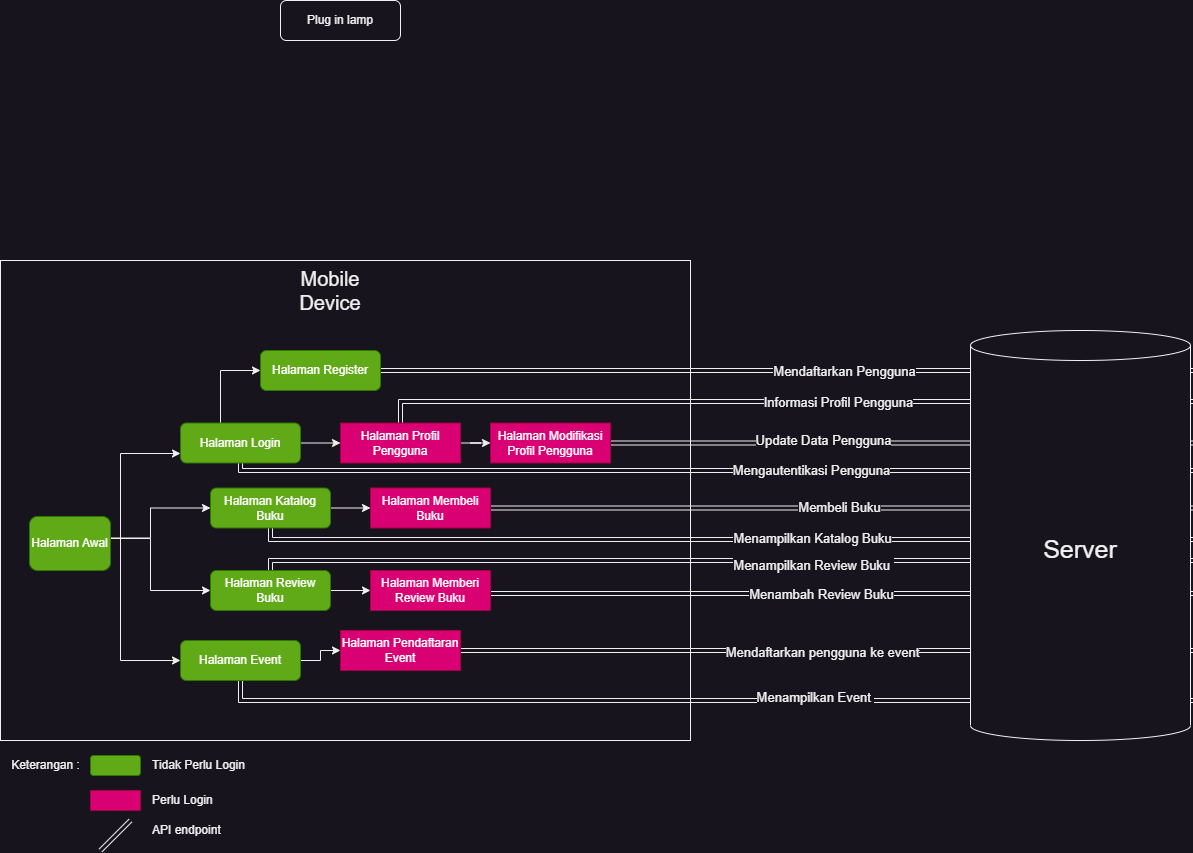 Plug in lamp
Mobile
Device
Halaman Register
Mendaftarkan Pengguna
Informasi Profil Pengguna
Halaman Login
Halaman Profil
Pengguna
Halaman Modifikasi
Profil Pengguna
Update Data Pengguna
Mengautentikasi Pengguna
Halaman Katalog
Buku
Halaman Membeli
Buku
Membeli Buku
Halaman Awal
Menampilkan Katalog Buku
Server
Menampilkan Review Buku
Halaman Review
Buku
Halaman Memberi
Review Buku
Menambah Review Buku
Halaman Event
Halaman Pendaftaran
Event
Mendaftarkan pengguna ke event
Menampilkan Event
Keterangan :
Tidak Perlu Login
Perlu Login
API endpoint